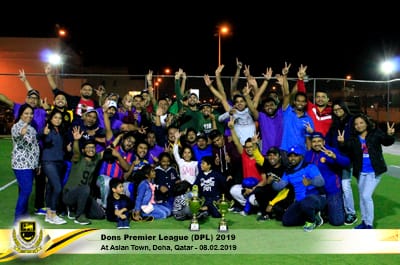 Dons Premier League (DPL) 2019
At Asian Town, Doha, Qatar - 08.02.2019